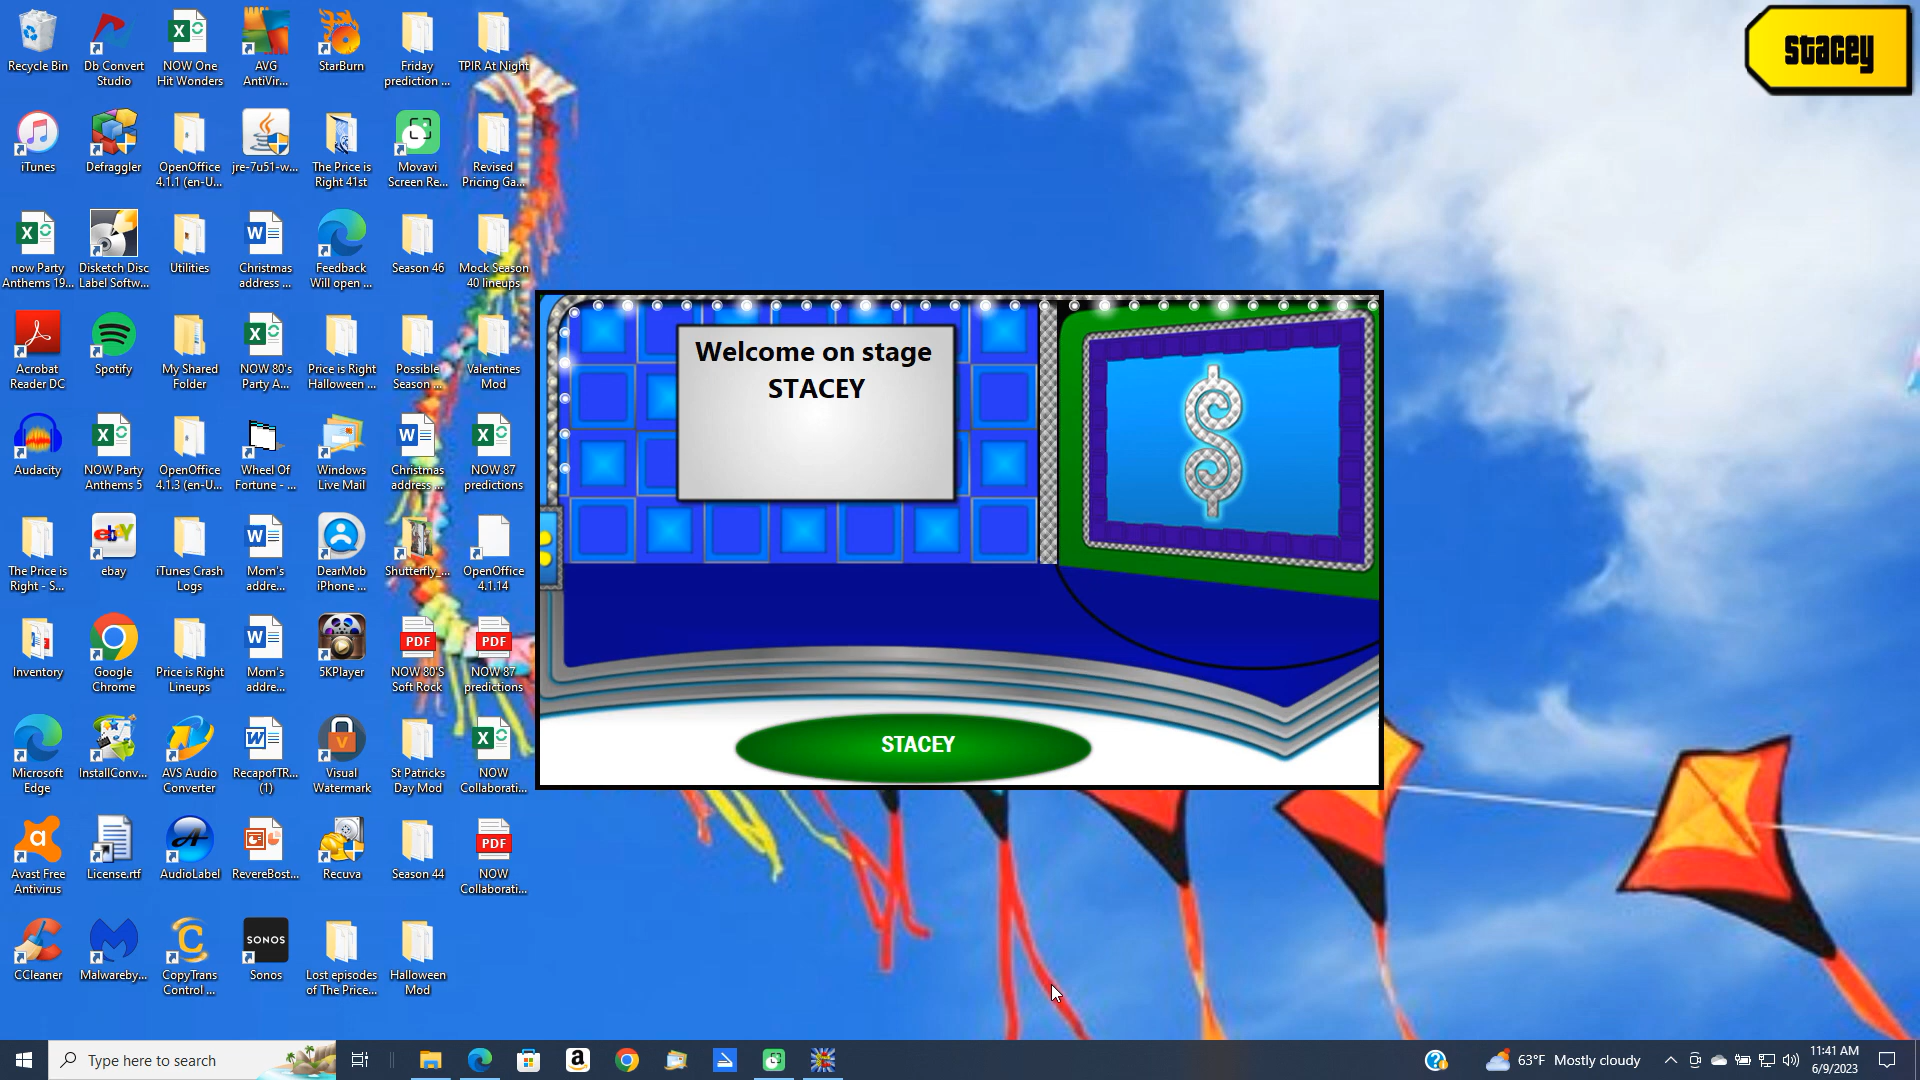 Recycle Bin
Db Convert
Studio
NOW One
Hit Wonders
AVG
AntiVir...
StarBurn
Friday
prediction ...
TPIR At Night
stacey
iTunes
Defraggler
OpenOffice
4.1.1 (en-U...
jre-7u51-w...
The Price is
Right 41st
Movavi
Screen Re...
Revised
Pricing Ga...
now Party
Anthems 19...
Disketch Disc
Label Softw...
Utilities
Christmas
address ...
Feedback
Will open ...
Season 46
Mock Season
40 lineups
Acrobat
Reader DC
Spotify
My Shared
Folder
NOW 80's
Party A...
Price is Right
Halloween ...
Possible
Season ...
Valentines
Mod
Welcome on stage
STACEY
Audacity
NOW Party
Anthems 5
OpenOffice
4.1.3 (en-U...
Wheel Of
Fortune - ...
Windows
Live Mail
Christmas
address ...
NOW 87
predictions
The Price is
Right - S...
ebay
ebay
iTunes Crash
Logs
Mom's
addre...
DearMob
iPhone ...
Shutterfly_...
OpenOffice
4.1.14
Inventory
Google
Chrome
Price is Right
Lineups
Mom's
addre...
5KPlayer
PDF
NOW 80'S
Soft Rock
PDF
NOW 87
predictions
STACEY
Microsoft
Edge
InstallConv...
AVS Audio
Converter
RecapofTR...
(1)
Visual
Watermark
St Patricks
Day Mod
NOW
Collaborati...
Avast Free
Antivirus
License.rtf
AudioLabel
RevereBost...
Recuva
Season 44
PDF
NOW
Collaborati...
CCleaner
Malwareby...
CopyTrans
Control ...
SONOS
Sonos
Lost episodes
of The Price...
Halloween
Mod
Type here to search
63°F Mostly cloudy
11:41 AM
6/9/2023